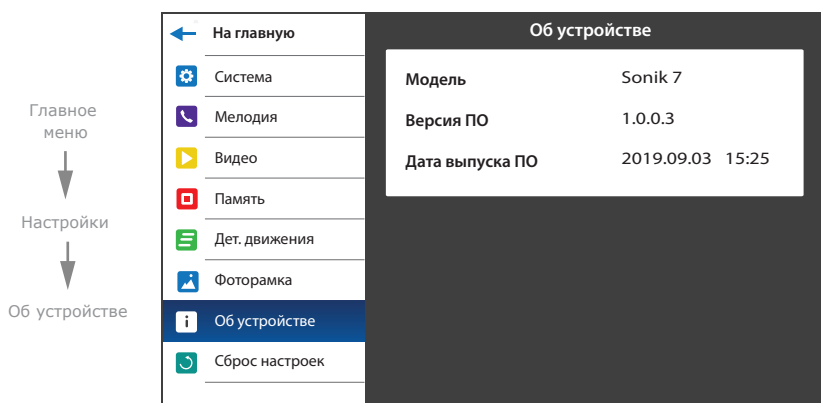 Главное
меню
Настройки
Об устройстве
На главную
Система
Мелодия
Видео
Память
Дет. движения
Фоторамка
Об устройстве
Сброс настроек
Об устройстве
Модель Sonik 7
Версия ПО 1.0.0.3
Дата выпуска ПО 2019.09.03 15:25